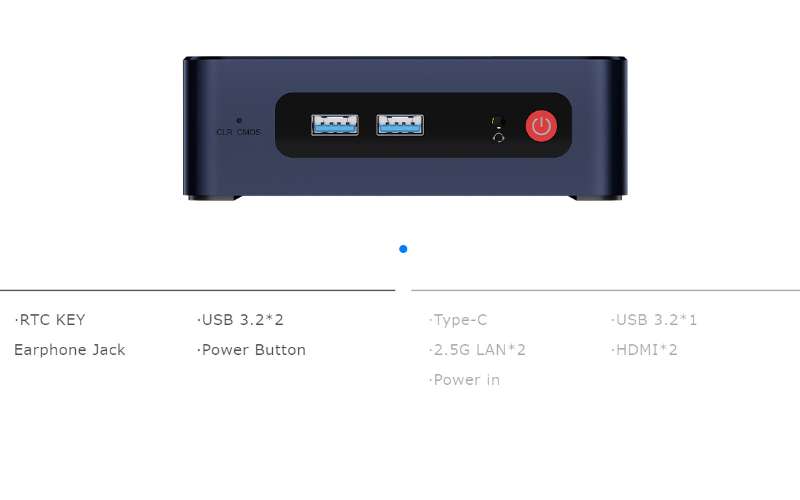 CLR CMOS
·RTC KEY
·USB 3.2*2
Earphone Jack
·Power Button
·Type-C
·USB 3.2*1
·2.5G LAN*2
·HDMI*2
·Power in